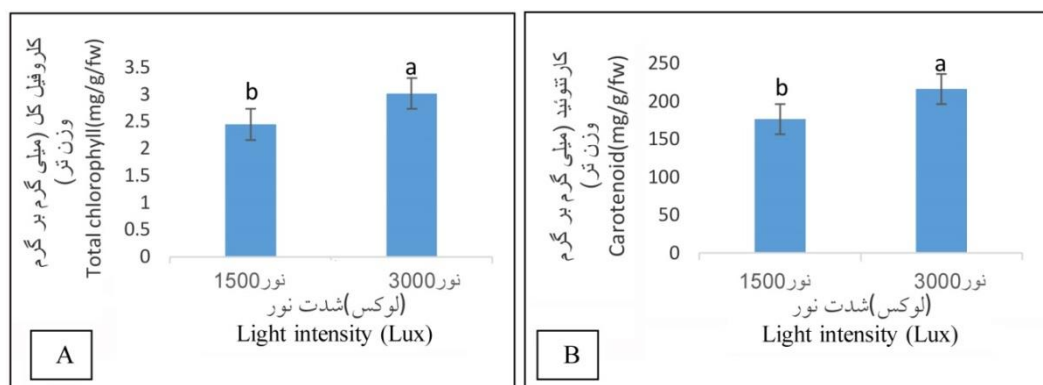 کلروفیل کل (میلی گرم بر گرم
وزن تر)
Total chlorophyll(mg/g/fw)
3.5
3
2.5
2
1.5
1
0.5
0
b
a
نور1500
نور3000
(لوکس)شدت نور
Light intensity (Lux)
A
کارتنوئید (میلی گرم بر گرم
وزن تر)
Carotenoid(mg/g/fw)
250
200
150
100
50
0
b
a
نور1500
نور3000
(لوکس)شدت نور
Light intensity (Lux)
B